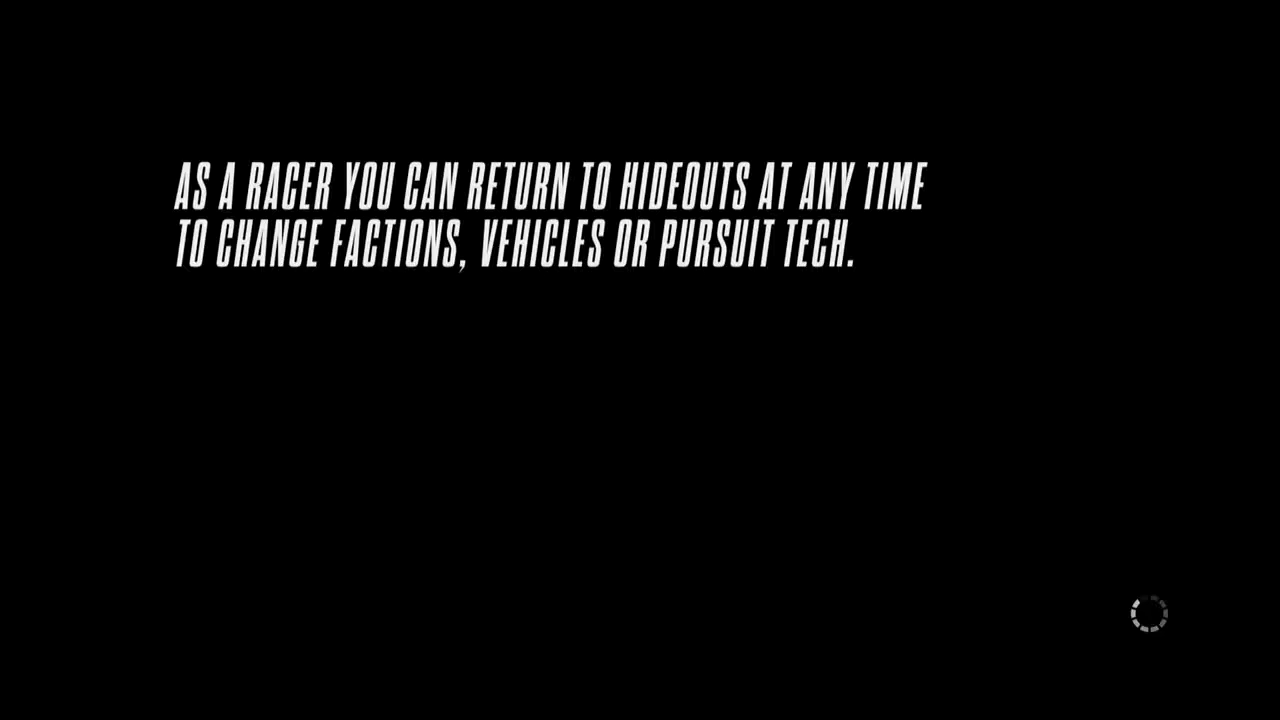 AS A RACER YOU CAN RETURN TO HIDEOUTS AT ANY TIME
TO CHANGE FACTIONS, VEHICLES OR PURSUIT TECH.